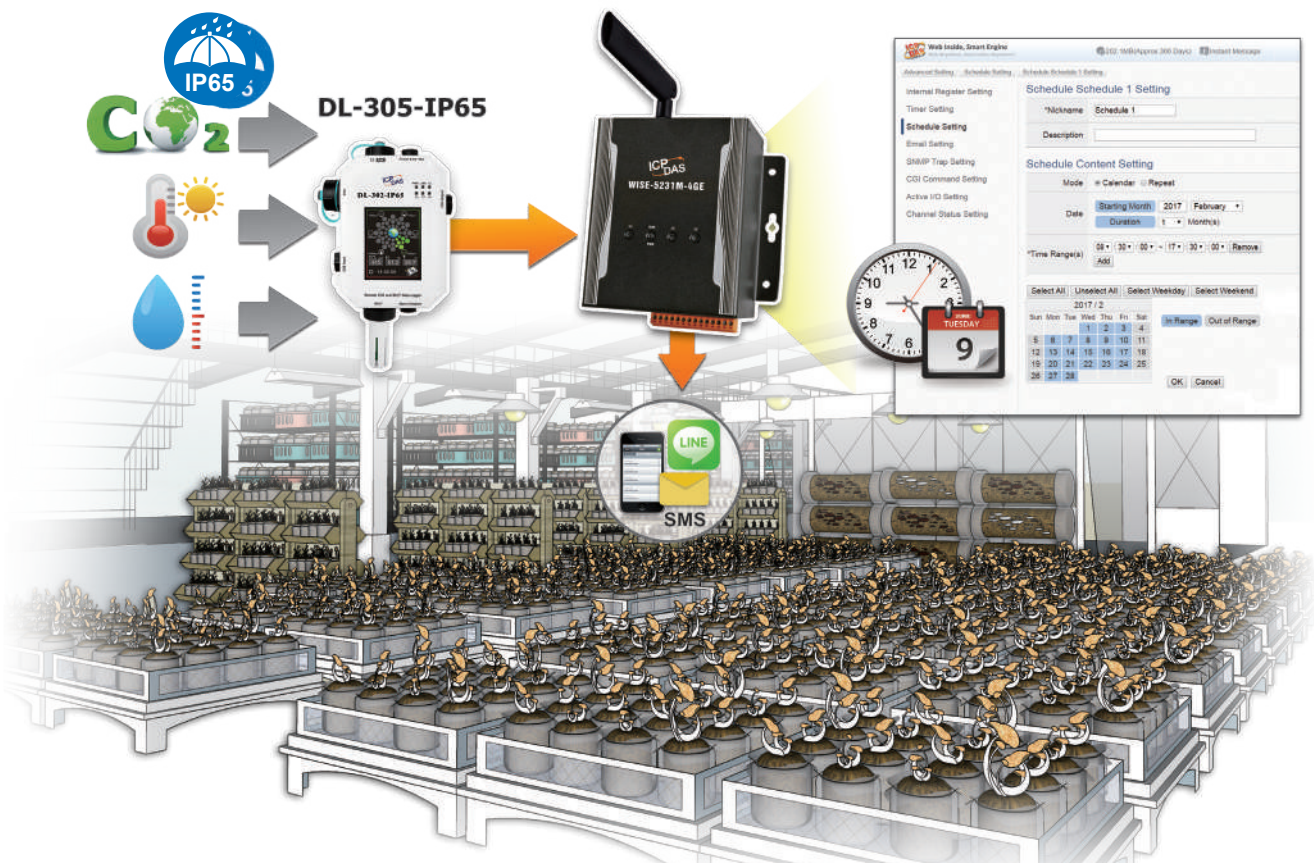 IP65
CO2
DL-305-IP65
ICP DAS
DL-302-IP65
ICP DAS
WISE-5231M-4GE
LINE
SMS
12 1 2 6 7 8 9 10 11
TUESDAY
9
Web Inside, Smart Engine
Instant Message
Advanced Setting Schedule Setting Schedule Schedule 1 Setting
Internal Register Setting
Timer Setting
Schedule Setting
Email Setting
SNMP Trap Setting
CGI Command Setting
Active I/O Setting
Channel Status Setting
Schedule Schedule 1 Setting
*Nickname Schedule 1
Description
Schedule Content Setting
Mode Calendar Repeat
Date Starting Month 2017 February
Duration 1 Month(s)
*Time Range(s) 08 : 30 : 00 ~ 17 : 30 : 00 Remove
Add
Select All Unselect All Select Weekday Select Weekend
2017 / 2
Sun Mon Tue Wed Thu Fri Sat
In Range Out of Range
1 2 3 4
5 6 7 8 9 10 11
12 13 14 15 16 17 18
19 20 21 22 23 24 25
26 27 28
OK Cancel